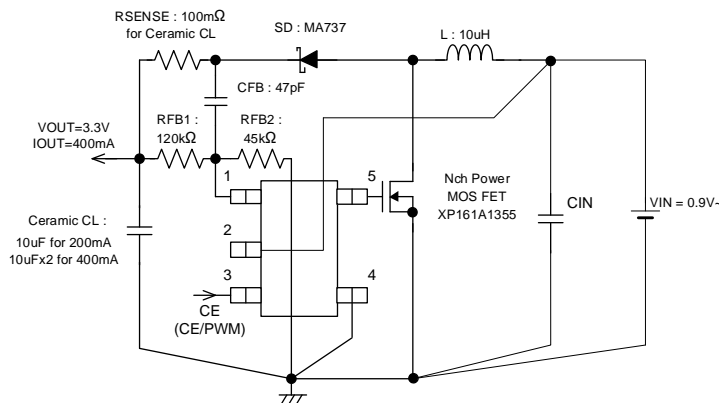 RSENSE : 100mΩ
for Ceramic CL
SD : MA737
L : 10uH
CFB : 47pF
VOUT=3.3V
IOUT=400mA
RFB1 :
120kΩ
RFB2 :
45kΩ
1
5
Nch Power
MOS FET
XP161A1355
CIN
VIN = 0.9V-
Ceramic CL :
10uF for 200mA
10uFx2 for 400mA
2
3
4
CE
(CE/PWM)